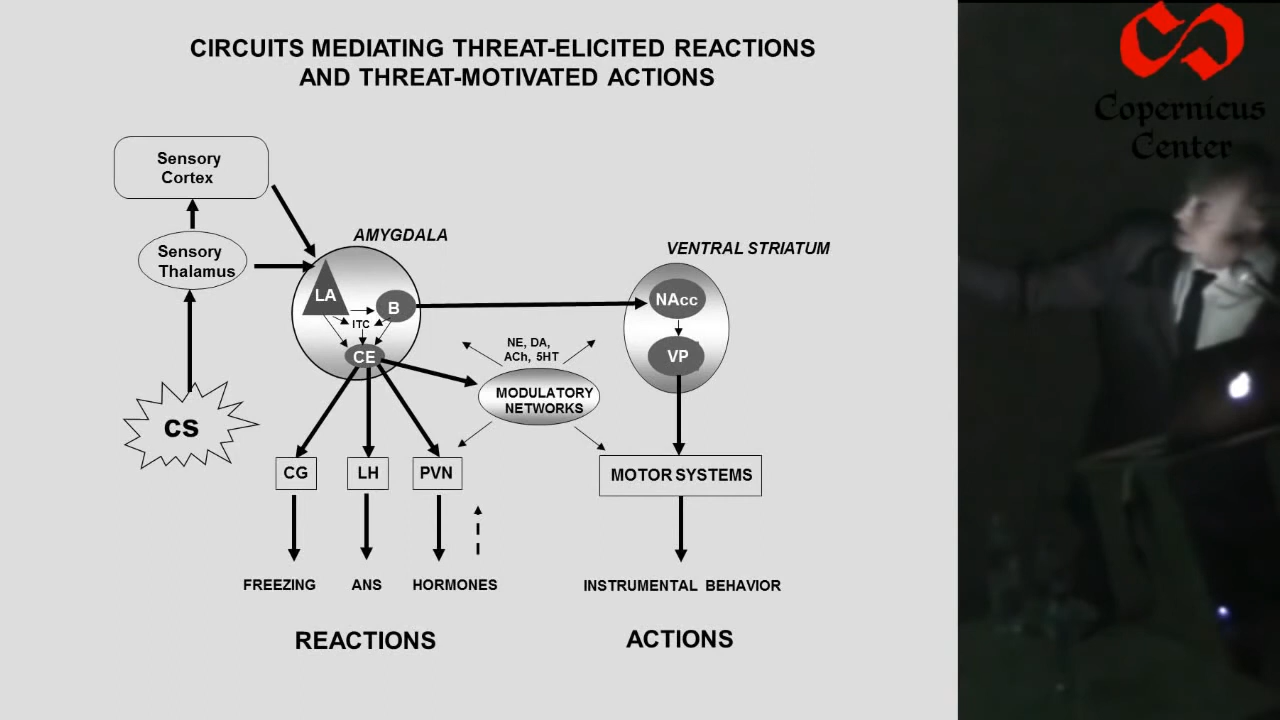 CIRCUITS MEDIATING THREAT-ELICITED REACTIONS
AND THREAT-MOTIVATED ACTIONS
Sensory
Cortex
Sensory
Thalamus
CS
AMYGDALA
LA
B
ITC
CE
VENTRAL STRIATUM
NAcc
VP
NE, DA,
ACh, 5HT
MODULATORY
NETWORKS
CG
LH
PVN
MOTOR SYSTEMS
FREEZING
ANS
HORMONES
INSTRUMENTAL BEHAVIOR
REACTIONS
ACTIONS
Copernicus
Center